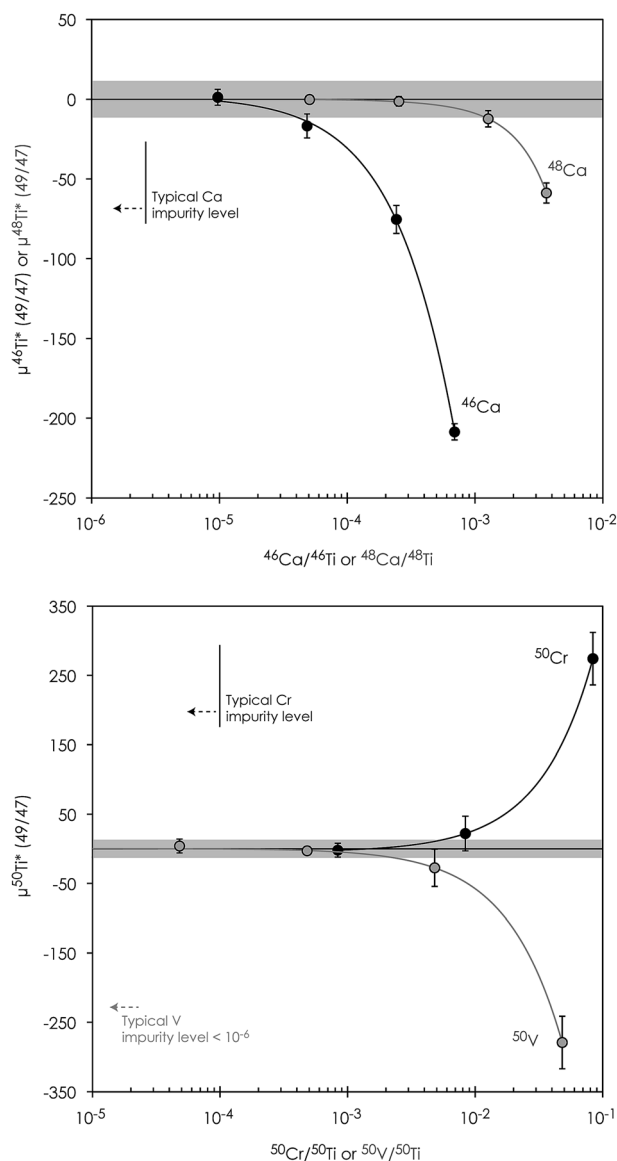 50
0
-50
-100
-150
-200
-250
μ⁴⁶Ti* (49/47) or μ⁴⁸Ti* (49/47)
Typical Ca
impurity level
⁴⁸Ca
⁴⁶Ca
10⁻⁶ 10⁻⁵ 10⁻⁴ 10⁻³ 10⁻²
⁴⁶Ca/⁴⁶Ti or ⁴⁸Ca/⁴⁸Ti
350
250
150
50
-50
-150
-250
-350
μ⁵⁰Ti* (49/47)
⁵⁰Cr
Typical Cr
impurity level
Typical V
impurity level < 10⁻⁶
⁵⁰V
10⁻⁵ 10⁻⁴ 10⁻³ 10⁻² 10⁻¹
⁵⁰Cr/⁵⁰Ti or ⁵⁰V/⁵⁰Ti